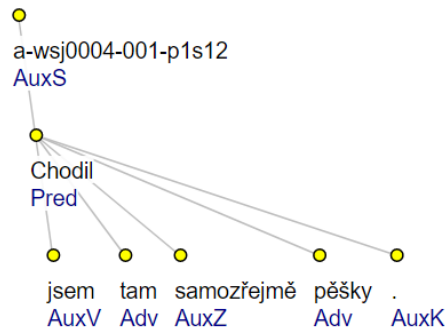 a-wsj0004-001-p1s12
AuxS
Chodil
Pred
jsem tam samozřejmě pěšky .
AuxV Adv AuxZ Adv AuxK